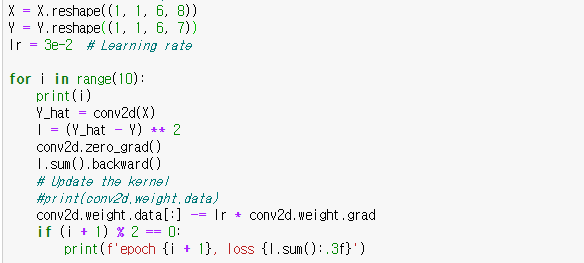 X = X.reshape((1, 1, 6, 8))
Y = Y.reshape((1, 1, 6, 7))
lr = 3e-2  # Learning rate

for i in range(10):
    print(i)
    Y_hat = conv2d(X)
    l = (Y_hat - Y) ** 2
    conv2d.zero_grad()
    l.sum().backward()
    # Update the kernel
    #print(conv2d.weight.data)
    conv2d.weight.data[:] -= lr * conv2d.weight.grad
    if (i + 1) % 2 == 0:
        print(f'epoch {i + 1}, loss {l.sum():.3f}')